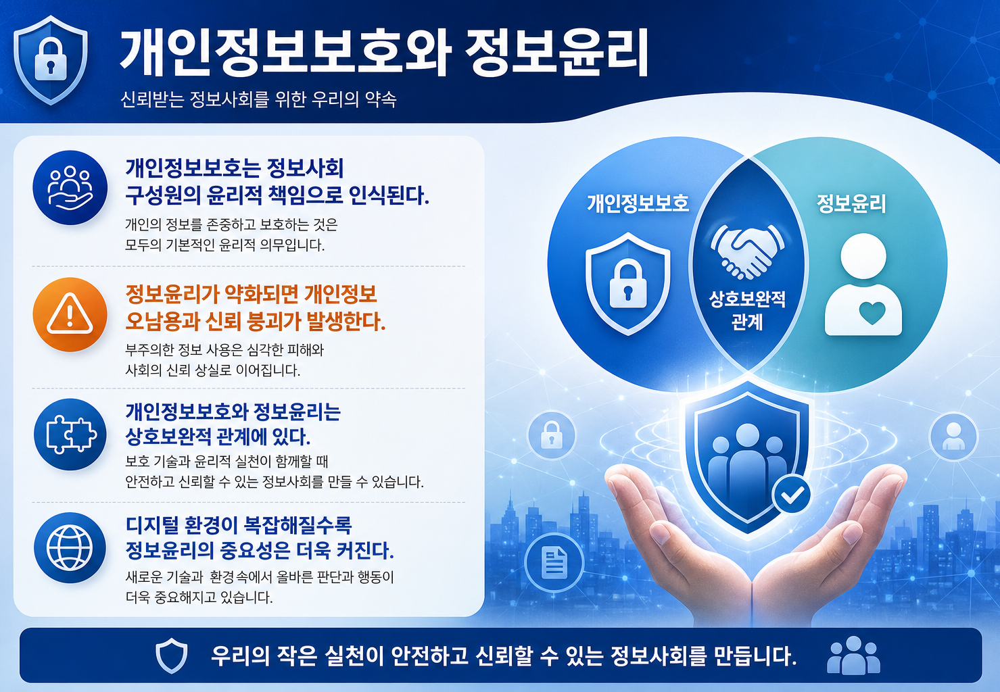 개인정보보호와 정보윤리
신뢰받는 정보사회를 위한 우리의 약속
개인정보보호는 정보사회
구성원의 윤리적 책임으로 인식된다.
개인의 정보를 존중하고 보호하는 것은
모두의 기본적인 윤리적 의무입니다.
정보윤리가 약화되면 개인정보
오남용과 신뢰 붕괴가 발생한다.
부주의한 정보 사용은 심각한 피해와
사회의 신뢰 상실로 이어집니다.
개인정보보호와 정보윤리는
상호보완적 관계에 있다.
보호 기술과 윤리적 실천이 함께할 때
안전하고 신뢰할 수 있는 정보사회를 만들 수 있습니다.
디지털 환경이 복잡해질수록
정보윤리의 중요성은 더욱 커진다.
새로운 기술과 환경 속에서 올바른 판단과 행동이
더욱 중요해지고 있습니다.
개인정보보호
정보윤리
상호보완적
관계
우리의 작은 실천이 안전하고 신뢰할 수 있는 정보사회를 만듭니다.